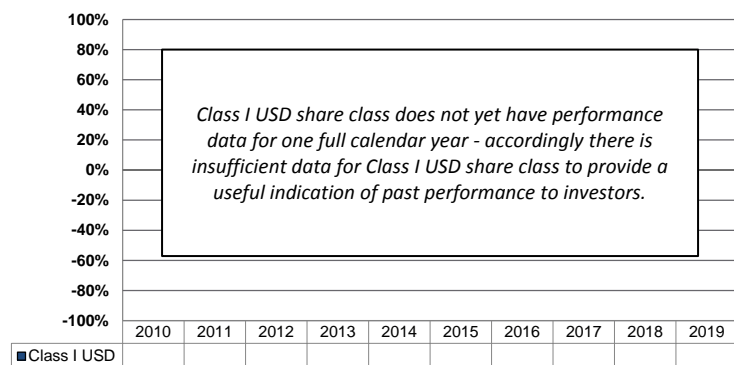 100%
80%
60%
40%
20%
0%
-20%
-40%
-60%
-80%
-100%
Class I USD share class does not yet have performance
data for one full calendar year - accordingly there is
insufficient data for Class I USD share class to provide a
useful indication of past performance to investors.
2010 2011 2012 2013 2014 2015 2016 2017 2018 2019
Class I USD